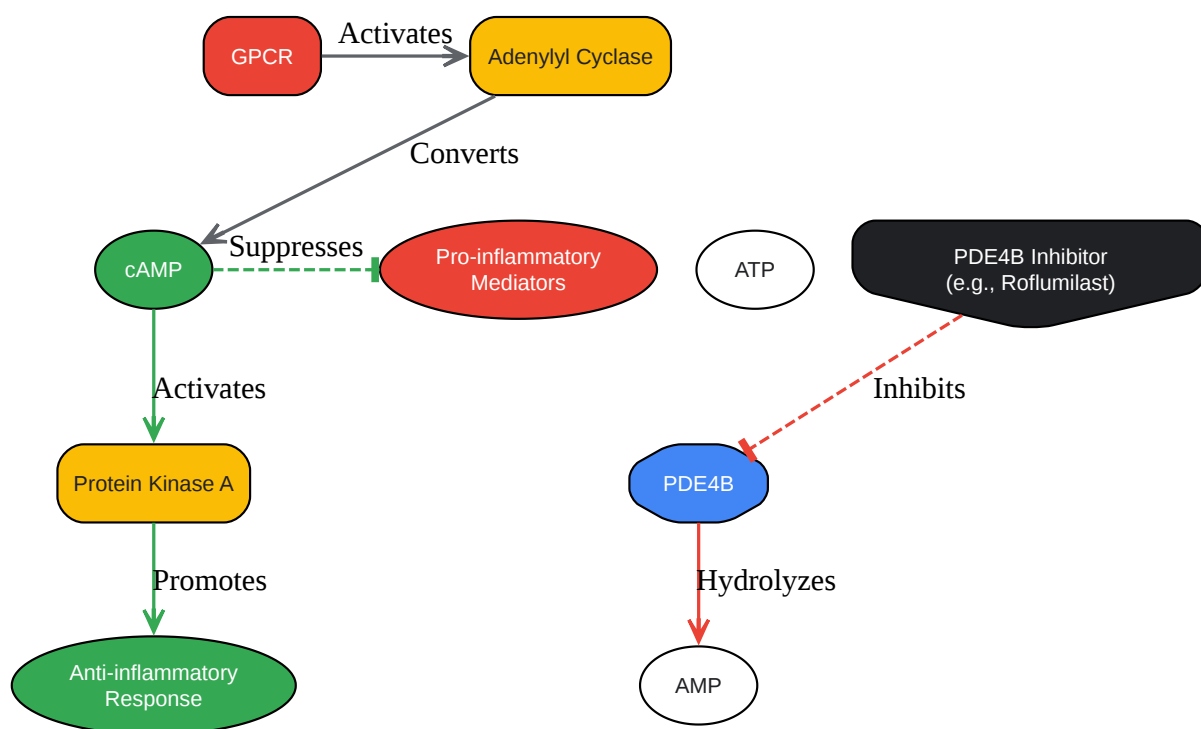 GPCR
Activates
Adenylyl Cyclase
Converts
cAMP
Suppresses
Pro-inflammatory
Mediators
ATP
PDE4B Inhibitor
(e.g., Roflumilast)
Activates
Inhibits
Protein Kinase A
PDE4B
Promotes
Hydrolyzes
Anti-inflammatory
Response
AMP